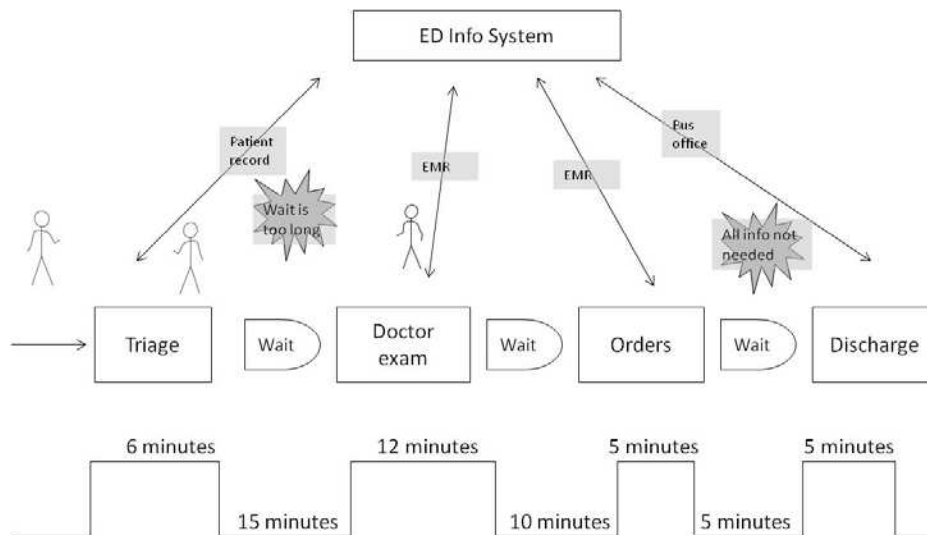 ED Info System
Patient
record
EMR
EMR
Bus
office
Wait is
too long
All info not
needed
Triage
Wait
Doctor
exam
Wait
Orders
Wait
Discharge
6 minutes
12 minutes
5 minutes
5 minutes
15 minutes
10 minutes
5 minutes